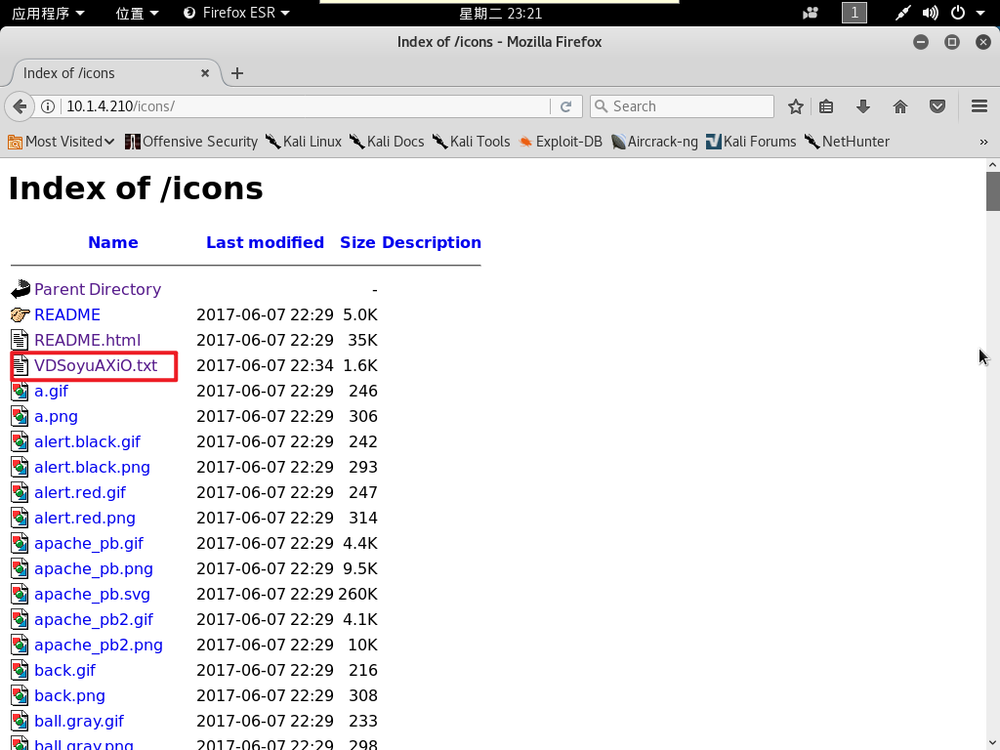 应用程序 位置 Firefox ESR 星期二 23:21 1
Index of /icons - Mozilla Firefox
Index of /icons
10.1.4.210/icons/ Search
Most Visited Offensive Security Kali Linux Kali Docs Kali Tools Exploit-DB Aircrack-ng Kali Forums NetHunter »
Index of /icons
Name Last modified Size Description
Parent Directory -
README 2017-06-07 22:29 5.0K
README.html 2017-06-07 22:29 35K
VDSoyuAXiO.txt 2017-06-07 22:34 1.6K
a.gif 2017-06-07 22:29 246
a.png 2017-06-07 22:29 306
alert.black.gif 2017-06-07 22:29 242
alert.black.png 2017-06-07 22:29 293
alert.red.gif 2017-06-07 22:29 247
alert.red.png 2017-06-07 22:29 314
apache_pb.gif 2017-06-07 22:29 4.4K
apache_pb.png 2017-06-07 22:29 9.5K
apache_pb.svg 2017-06-07 22:29 260K
apache_pb2.gif 2017-06-07 22:29 4.1K
apache_pb2.png 2017-06-07 22:29 10K
back.gif 2017-06-07 22:29 216
back.png 2017-06-07 22:29 308
ball.gray.gif 2017-06-07 22:29 233
ball.gray.png 2017-06-07 22:29 298